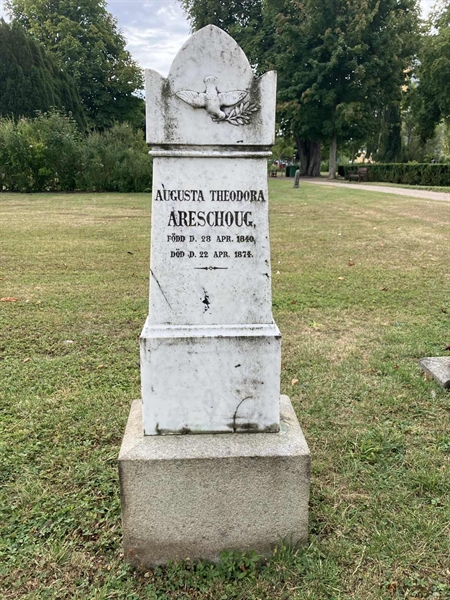 AUGUSTA THEODORA
ARESCHOUG,
FÖDD D. 28 APR. 1840,
DÖD D. 22 APR. 1874.